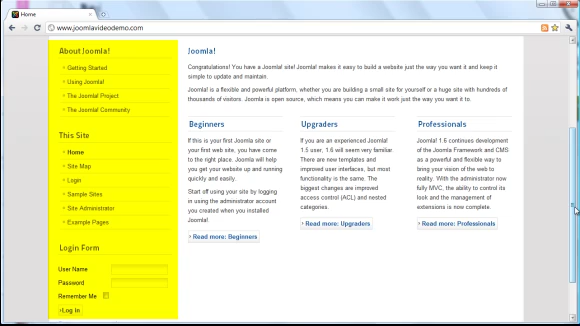 Home
www.joomlavideodemo.com
About Joomla!
Getting Started
Using Joomla!
The Joomla! Project
The Joomla! Community
This Site
Home
Site Map
Login
Sample Sites
Site Administrator
Example Pages
Login Form
User Name
Password
Remember Me
Log in
Joomla!
Congratulations! You have a Joomla! site! Joomla! makes it easy to build a website just the way you want it and keep it
simple to update and maintain.
Joomla! is a flexible and powerful platform, whether you are building a small site for yourself or a huge site with hundreds of
thousands of visitors. Joomla is open source, which means you can make it work just the way you want it to.
Beginners
If this is your first Joomla site or
your first web site, you have come
to the right place. Joomla will help
you get your website up and running
quickly and easily.
Start off using your site by logging
in using the administrator account
you created when you installed
Joomla!.
Read more: Beginners
Upgraders
If you are an experienced Joomla!
1.5 user, 1.6 will seem very familiar.
There are new templates and
improved user interfaces, but most
functionality is the same. The
biggest changes are improved
access control (ACL) and nested
categories.
Read more: Upgraders
Professionals
Joomla! 1.6 continues development
of the Joomla Framework and CMS
as a powerful and flexible way to
bring your vision of the web to
reality. With the administrator now
fully MVC, the ability to control its
look and the management of
extensions is now complete.
Read more: Professionals